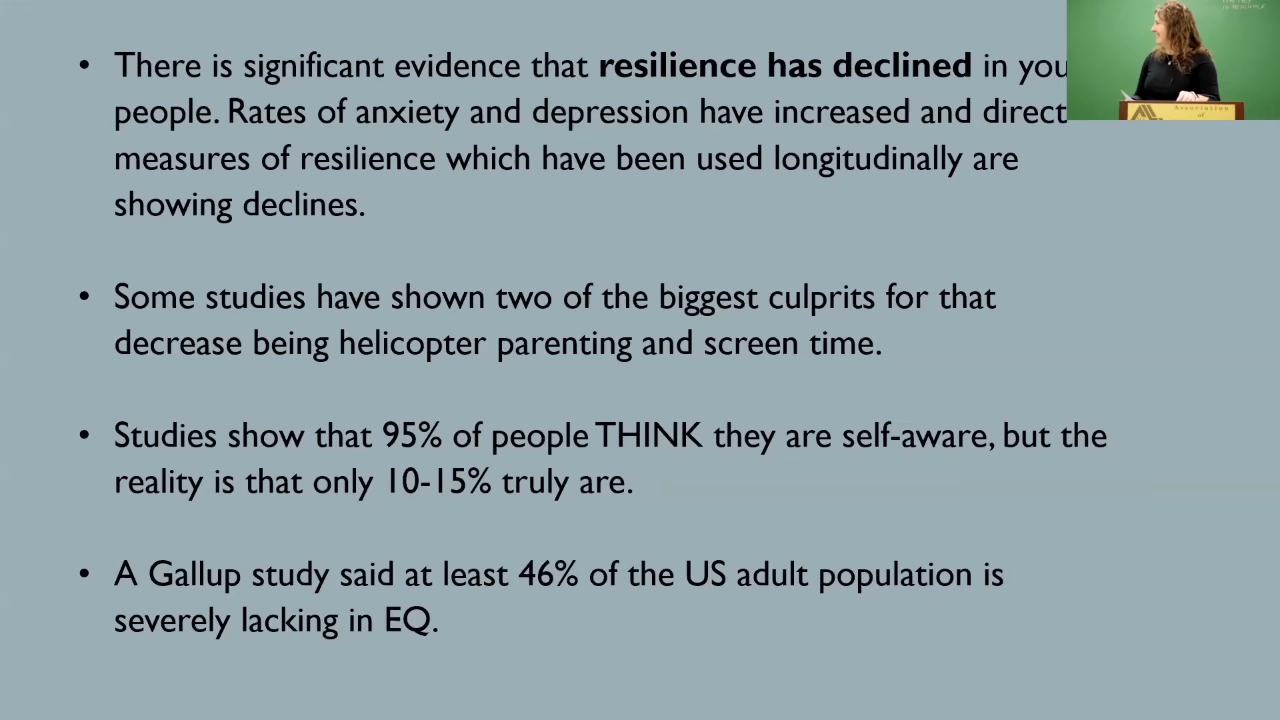 • There is significant evidence that resilience has declined in you
people. Rates of anxiety and depression have increased and direct
measures of resilience which have been used longitudinally are
showing declines.
• Some studies have shown two of the biggest culprits for that
decrease being helicopter parenting and screen time.
• Studies show that 95% of people THINK they are self-aware, but the
reality is that only 10-15% truly are.
• A Gallup study said at least 46% of the US adult population is
severely lacking in EQ.
Association
of